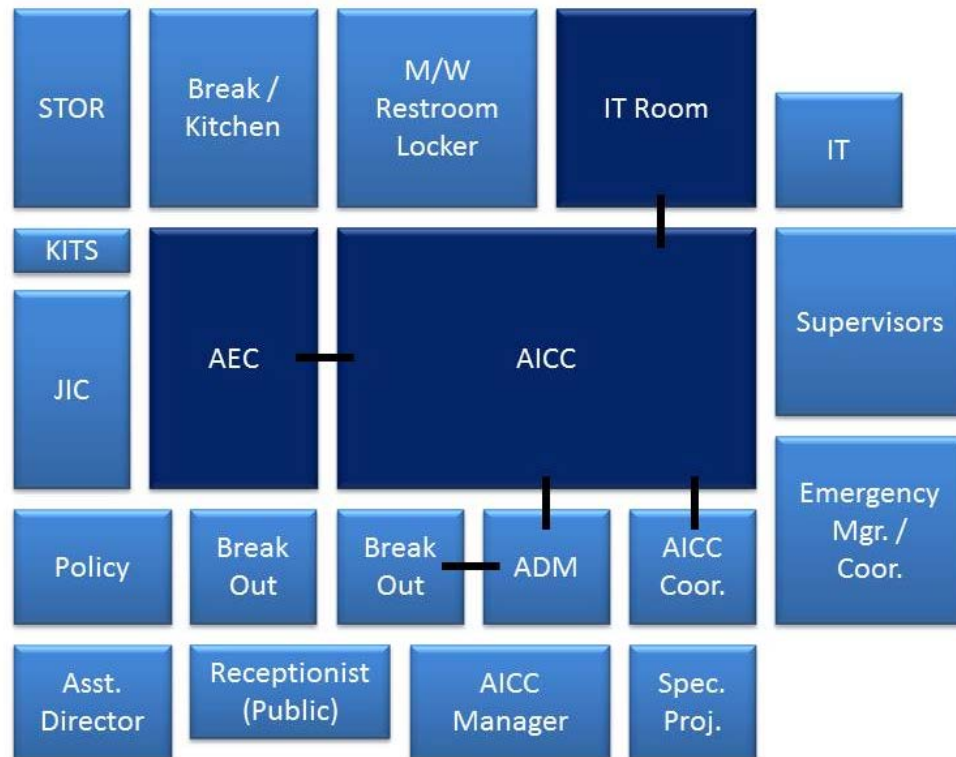 STOR
Break /
Kitchen
M/W
Restroom
Locker
IT Room
IT
KITS
JIC
AEC
AICC
Supervisors
Policy
Break
Out
Break
Out
ADM
AICC
Coor.
Emergency
Mgr. /
Coor.
Asst.
Director
Receptionist
(Public)
AICC
Manager
Spec.
Proj.